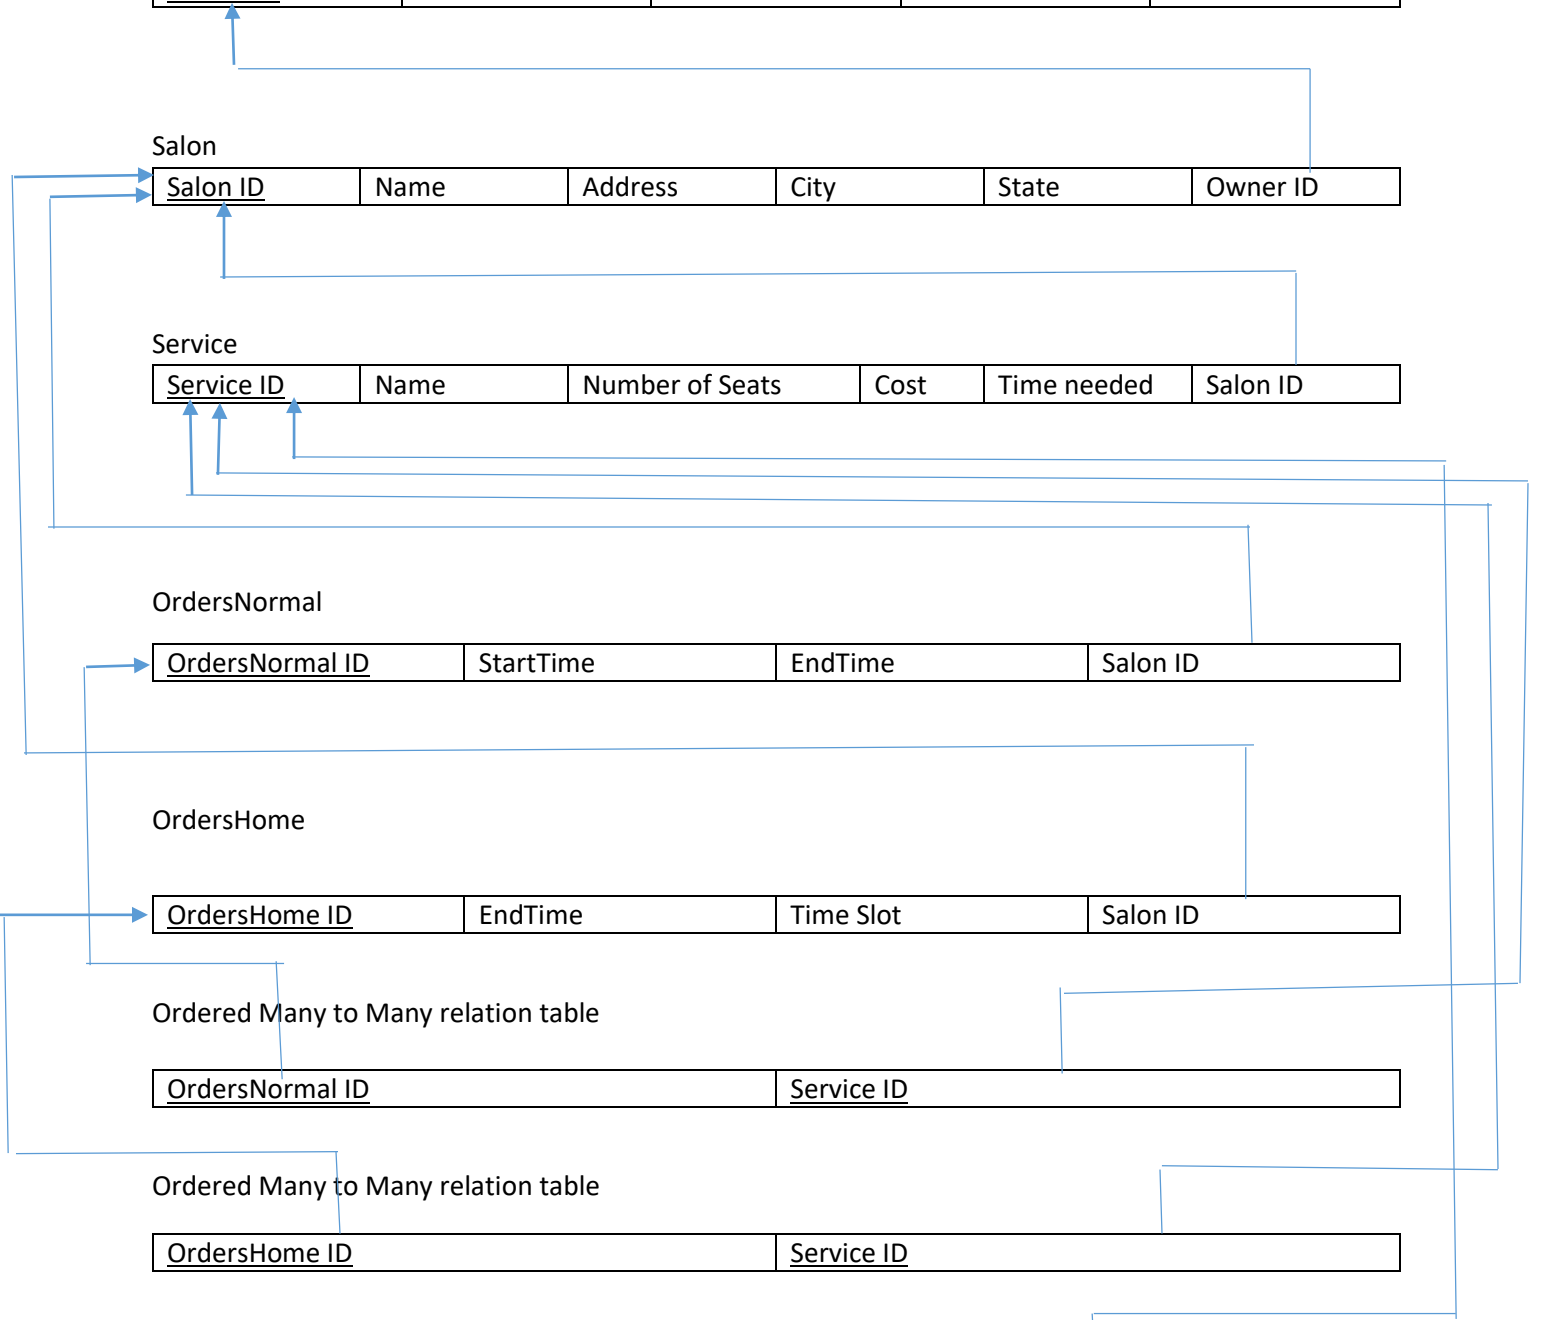 Salon
Salon ID Name Address City State Owner ID
Service
Service ID Name Number of Seats Cost Time needed Salon ID
OrdersNormal
OrdersNormal ID StartTime EndTime Salon ID
OrdersHome
OrdersHome ID EndTime Time Slot Salon ID
Ordered Many to Many relation table
OrdersNormal ID Service ID
Ordered Many to Many relation table
OrdersHome ID Service ID